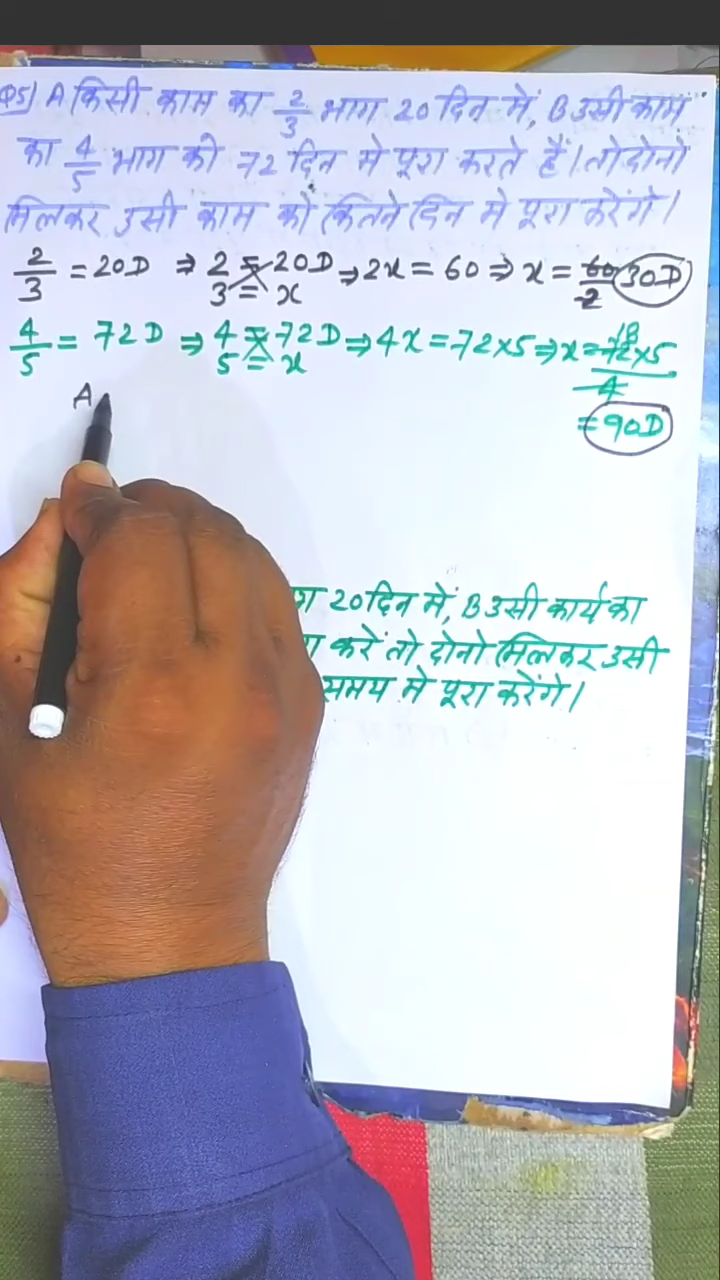 Q5) A किसी काम का 2/3 भाग 20 दिन में, B उसी काम
का 4/5 भाग को 72 दिन मे पूरा करते हैं। तो दोनो
मिलकर उसी काम को कितने दिन मे पूरा करेंगे।
2/3 = 20D ⇒ 2/3 = 20D/x ⇒ 2x = 60 ⇒ x = 60/2 30D
4/5 = 72D ⇒ 4/5 = 72D/x ⇒ 4x = 72×5 ⇒ x = 18 72×5/4
= 90D
A
20 दिन में, B उसी कार्य का
करें तो दोनो मिलकर उसी
समय मे पूरा करेंगे।